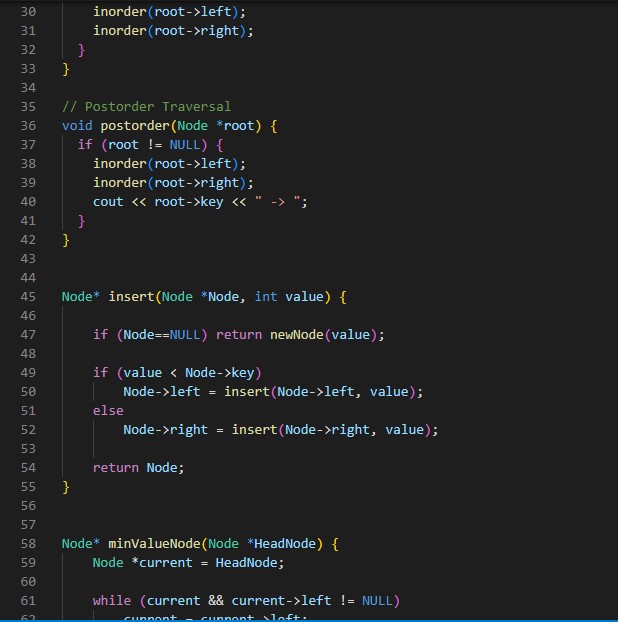 30 inorder(root->left);
31 inorder(root->right);
32 }
33 }
34
35 // Postorder Traversal
36 void postorder(Node *root) {
37 if (root != NULL) {
38 inorder(root->left);
39 inorder(root->right);
40 cout << root->key << " -> ";
41 }
42 }
43
44
45 Node* insert(Node *Node, int value) {
46
47 if (Node==NULL) return newNode(value);
48
49 if (value < Node->key)
50 Node->left = insert(Node->left, value);
51 else
52 Node->right = insert(Node->right, value);
53
54 return Node;
55 }
56
57
58 Node* minValueNode(Node *HeadNode) {
59 Node *current = HeadNode;
60
61 while (current && current->left != NULL)
62 current = current->left;